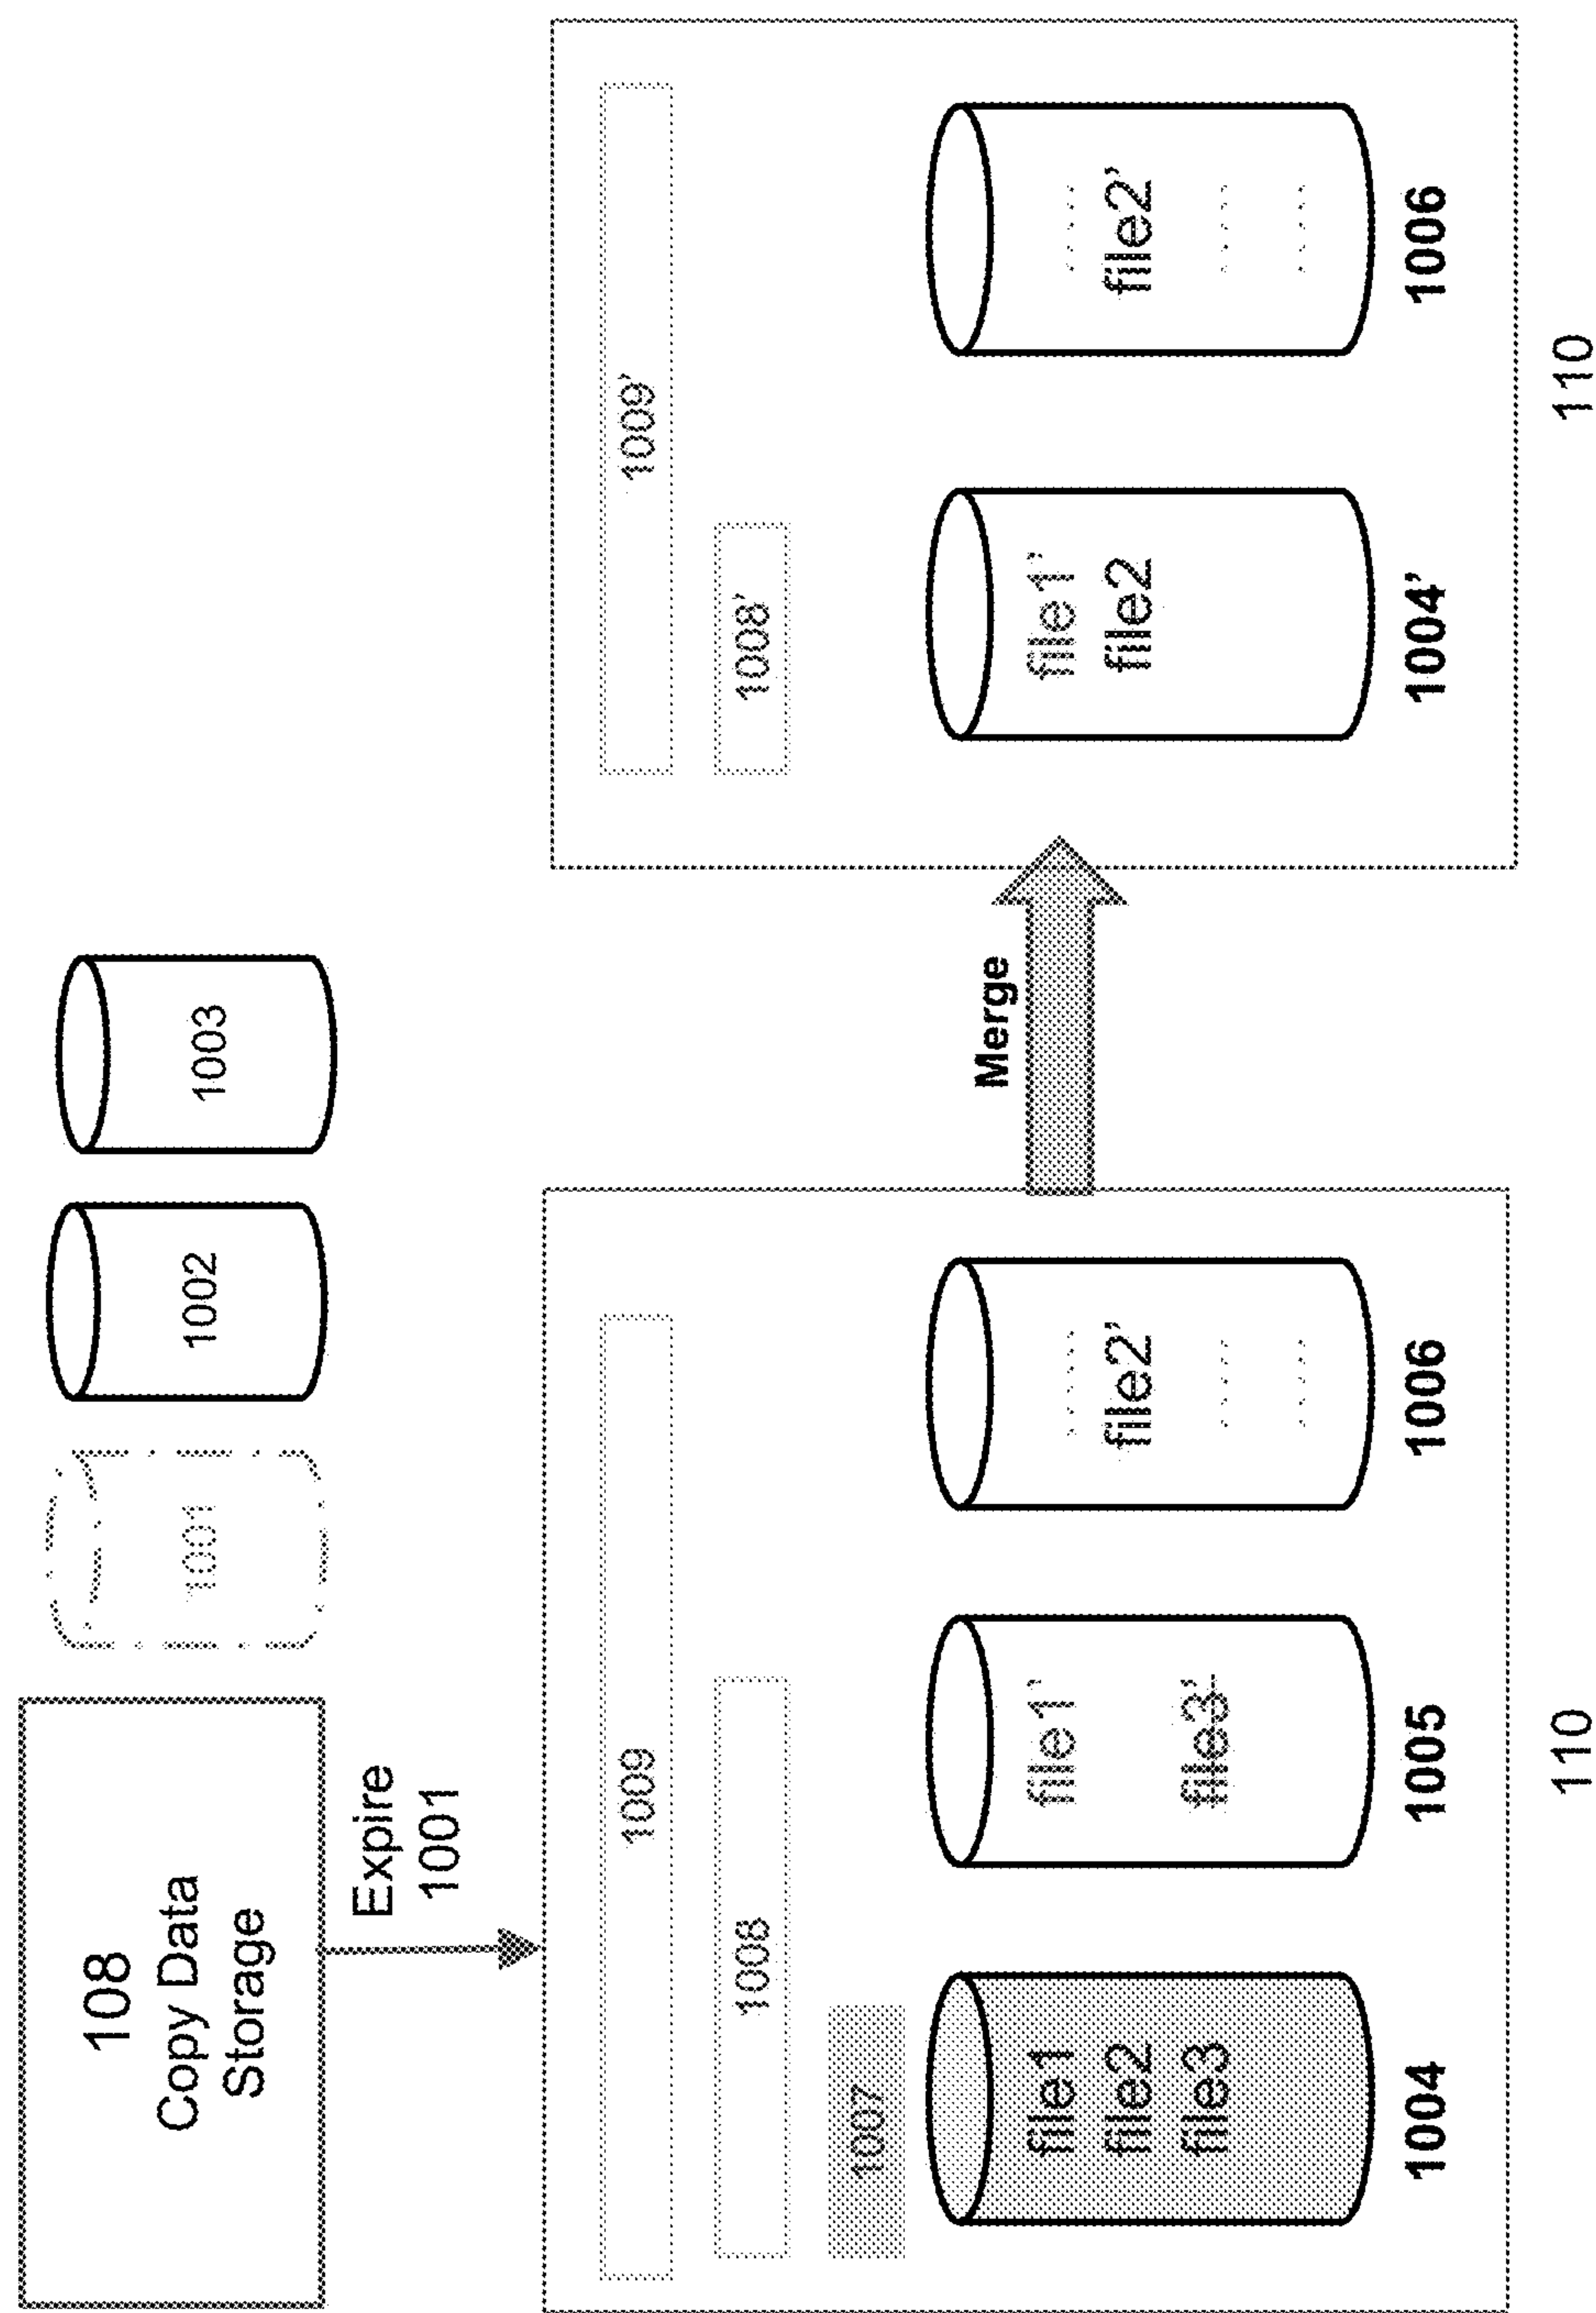 108
Copy Data
Storage
1001
1002
1003
Expire
1001
1009
1008
1007
file1
file2
file3
1004
file1’
file3’
1005
.....
file2’
.....
.....
1006
110
Merge
1009’
1008’
file1’
file2
1004’
.....
file2’
.....
.....
1006
110